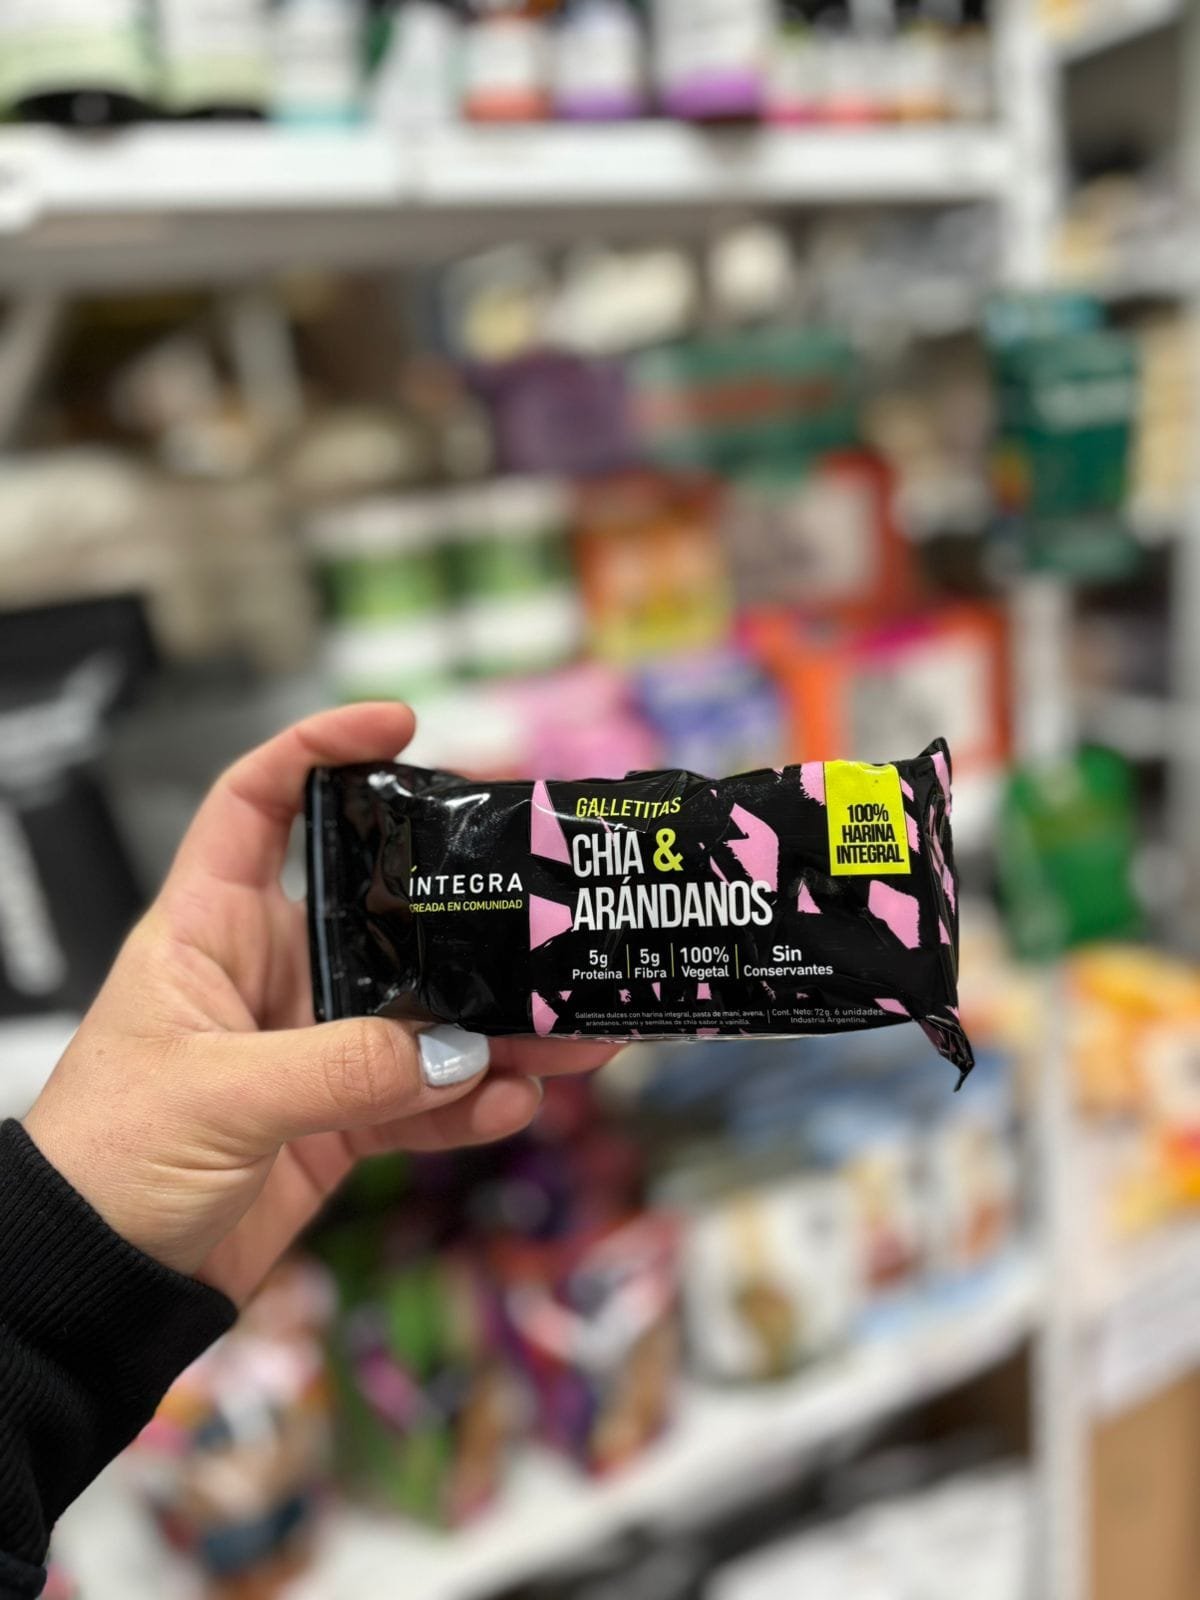 ÍNTEGRA
CREADA EN COMUNIDAD
GALLETITAS
CHÍA &
ARÁNDANOS
5g
Proteína
5g
Fibra
100%
Vegetal
Sin
Conservantes
100%
HARINA
INTEGRAL
Galletitas dulces con harina integral, pasta de maní, avena,
arándanos, maní y semillas de chía sabor a vainilla.
Cont. Neto: 72g. 6 unidades.
Industria Argentina.